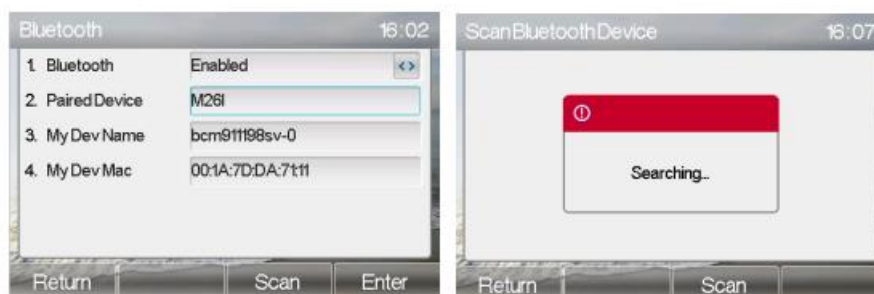 Bluetooth 16:02
1. Bluetooth Enabled
2. Paired Device M26I
3. My Dev Name bcm911198sv-0
4. My Dev Mac 00:1A:7D:DA:71:11
Return Scan Enter
Scan Bluetooth Device 16:07
Searching...
Return Scan